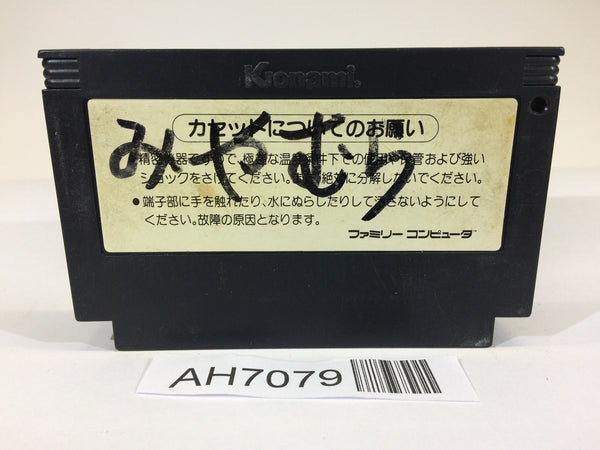 Konami
カセットについてのお願い
みやむら
●精密機器ですので、極端な温度条件下での使用や保管および強い
ショックをさけてください。また、絶対に分解しないでください。
●端子部に手を触れたり、水にぬらしたりして汚さないようにして
ください。故障の原因となります。
ファミリーコンピュータ™
AH7079